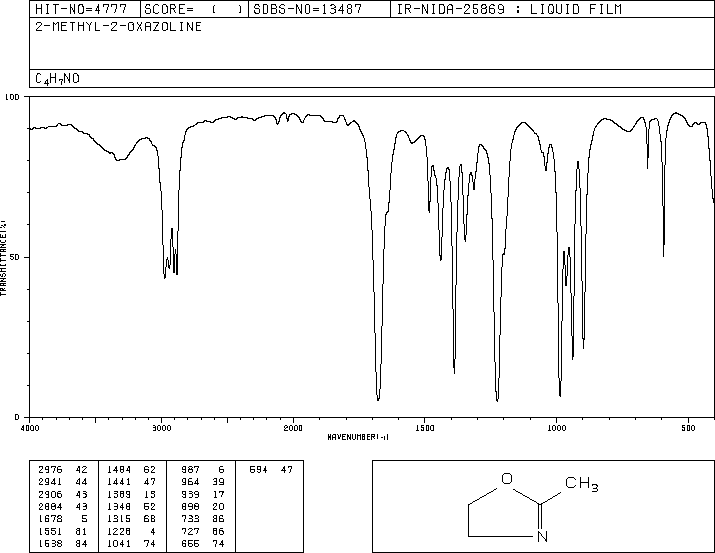 HIT-NO=4777 SCORE= ( ) SDBS-NO=13487 IR-NIDA-25869 : LIQUID FILM
2-METHYL-2-OXAZOLINE
C4H7NO
100
50
0
TRANSMITTANCE(%)
4000 3000 2000 1500 1000 500
WAVENUMBER(-1)
2976 42 1484 62 987 6 594 47
2941 44 1441 47 964 39
2906 43 1389 13 939 17
2884 43 1348 52 898 20
1678 5 1315 68 733 86
1551 81 1228 4 727 86
1538 84 1041 74 655 74
O CH3
N